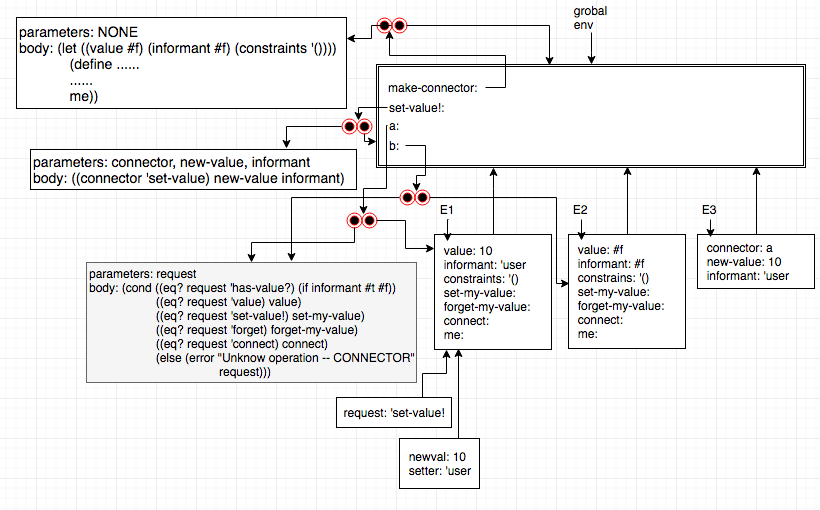 parameters: NONE
body: (let ((value #f) (informant #f) (constraints '())))
(define ......
......
me))
grobal
env
make-connector:
set-value!:
a:
b:
parameters: connector, new-value, informant
body: ((connector 'set-value) new-value informant)
E1
E2
E3
value: 10
informant: 'user
constraints: '()
set-my-value:
forget-my-value:
connect:
me:
value: #f
informant: #f
constrains: '()
set-my-value:
forget-my-value:
connect:
me:
connector: a
new-value: 10
informant: 'user
parameters: request
body: (cond ((eq? request 'has-value?) (if informant #t #f))
((eq? request 'value) value)
((eq? request 'set-value!) set-my-value)
((eq? request 'forget) forget-my-value)
((eq? request 'connect) connect)
(else (error "Unknow operation -- CONNECTOR"
request)))
request: 'set-value!
newval: 10
setter: 'user